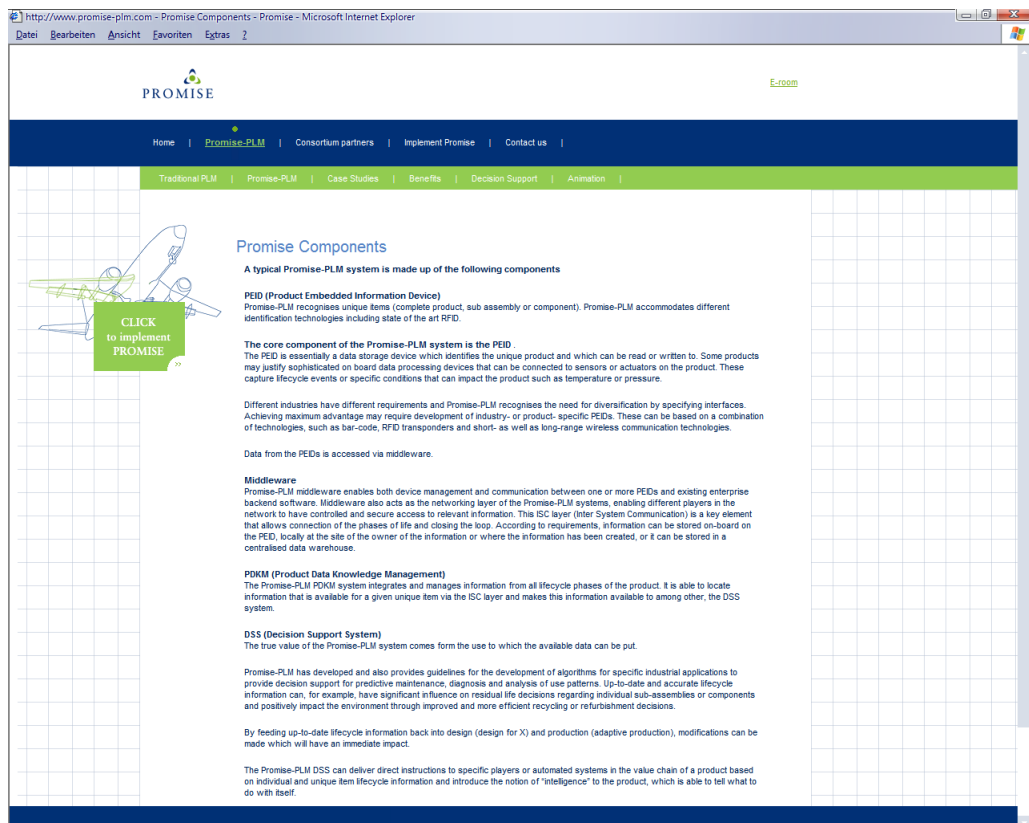 http://www.promise-plm.com - Promise Components - Promise - Microsoft Internet Explorer
Datei Bearbeiten Ansicht Favoriten Extras ?
PROMISE
E-room
Home | Promise-PLM | Consortium partners | Implement Promise | Contact us |
Traditional PLM | Promise-PLM | Case Studies | Benefits | Decision Support | Animation |
CLICK
to implement
PROMISE
>>
Promise Components
A typical Promise-PLM system is made up of the following components
PEID (Product Embedded Information Device)
Promise-PLM recognises unique items (complete product, sub assembly or component). Promise-PLM accommodates different
identification technologies including state of the art RFID.
The core component of the Promise-PLM system is the PEID .
The PEID is essentially a data storage device which identifies the unique product and which can be read or written to. Some products
may justify sophisticated on board data processing devices that can be connected to sensors or actuators on the product. These
capture lifecycle events or specific conditions that can impact the product such as temperature or pressure.
Different industries have different requirements and Promise-PLM recognises the need for diversification by specifying interfaces.
Achieving maximum advantage may require development of industry- or product- specific PEIDs. These can be based on a combination
of technologies, such as bar-code, RFID transponders and short- as well as long-range wireless communication technologies.
Data from the PEIDs is accessed via middleware.
Middleware
Promise-PLM middleware enables both device management and communication between one or more PEIDs and existing enterprise
backend software. Middleware also acts as the networking layer of the Promise-PLM systems, enabling different players in the
network to have controlled and secure access to relevant information. This ISC layer (Inter System Communication) is a key element
that allows connection of the phases of life and closing the loop. According to requirements, information can be stored on-board on
the PEID, locally at the site of the owner of the information or where the information has been created, or it can be stored in a
centralised data warehouse.
PDKM (Product Data Knowledge Management)
The Promise-PLM PDKM system integrates and manages information from all lifecycle phases of the product. It is able to locate
information that is available for a given unique item via the ISC layer and makes this information available to among other, the DSS
system.
DSS (Decision Support System)
The true value of the Promise-PLM system comes form the use to which the available data can be put.
Promise-PLM has developed and also provides guidelines for the development of algorithms for specific industrial applications to
provide decision support for predictive maintenance, diagnosis and analysis of use patterns. Up-to-date and accurate lifecycle
information can, for example, have significant influence on residual life decisions regarding individual sub-assemblies or components
and positively impact the environment through improved and more efficient recycling or refurbishment decisions.
By feeding up-to-date lifecycle information back into design (design for X) and production (adaptive production), modifications can be
made which will have an immediate impact.
The Promise-PLM DSS can deliver direct instructions to specific players or automated systems in the value chain of a product based
on individual and unique item lifecycle information and introduce the notion of "intelligence" to the product, which is able to tell what to
do with itself.